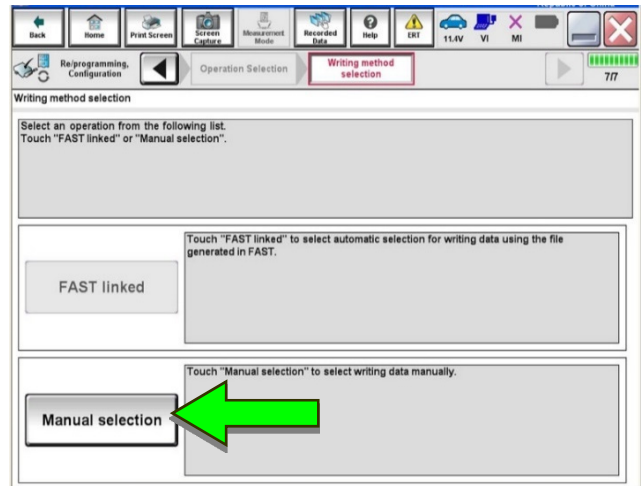 Back
Home
Print Screen
Screen
Capture
Measurement
Mode
Recorded
Data
Help
ERT
11.4V
VI
MI
Re/programming,
Configuration
Operation Selection
Writing method
selection
7/7
Writing method selection
Select an operation from the following list.
Touch "FAST linked" or "Manual selection".
FAST linked
Touch "FAST linked" to select automatic selection for writing data using the file
generated in FAST.
Manual selection
Touch "Manual selection" to select writing data manually.